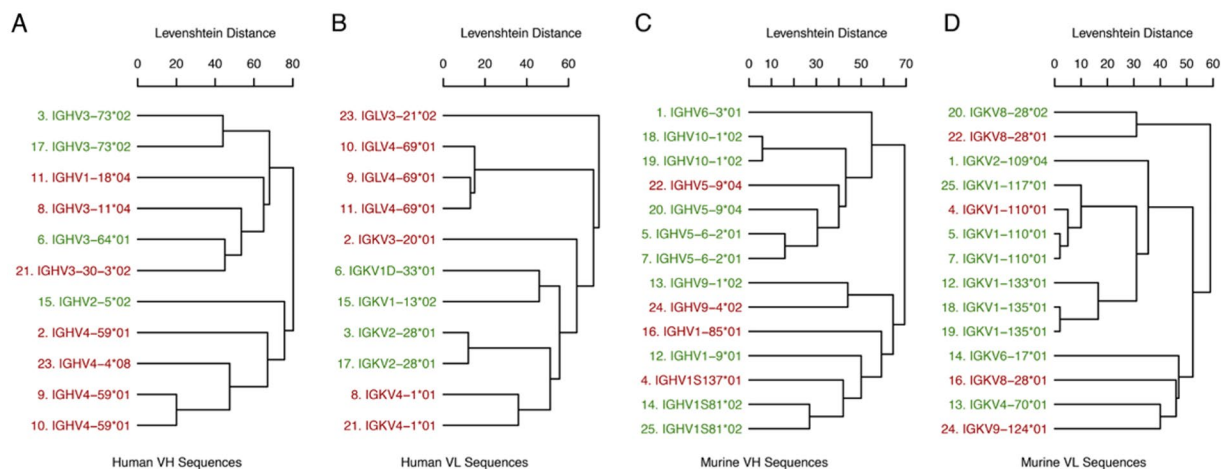 A
Levenshtein Distance
0 20 40 60 80
3. IGHV3-73*02
17. IGHV3-73*02
11. IGHV1-18*04
8. IGHV3-11*04
6. IGHV3-64*01
21. IGHV3-30-3*02
15. IGHV2-5*02
2. IGHV4-59*01
23. IGHV4-4*08
9. IGHV4-59*01
10. IGHV4-59*01
Human VH Sequences
B
Levenshtein Distance
0 20 40 60
23. IGLV3-21*02
10. IGLV4-69*01
9. IGLV4-69*01
11. IGLV4-69*01
2. IGKV3-20*01
6. IGKV1D-33*01
15. IGKV1-13*02
3. IGKV2-28*01
17. IGKV2-28*01
8. IGKV4-1*01
21. IGKV4-1*01
Human VL Sequences
C
Levenshtein Distance
0 10 30 50 70
1. IGHV6-3*01
18. IGHV10-1*02
19. IGHV10-1*02
22. IGHV5-9*04
20. IGHV5-9*04
5. IGHV5-6-2*01
7. IGHV5-6-2*01
13. IGHV9-1*02
24. IGHV9-4*02
16. IGHV1-85*01
12. IGHV1-9*01
4. IGHV1S137*01
14. IGHV1S81*02
25. IGHV1S81*02
Murine VH Sequences
D
Levenshtein Distance
0 10 20 30 40 50 60
20. IGKV8-28*02
22. IGKV8-28*01
1. IGKV2-109*04
25. IGKV1-117*01
4. IGKV1-110*01
5. IGKV1-110*01
7. IGKV1-110*01
12. IGKV1-133*01
18. IGKV1-135*01
19. IGKV1-135*01
14. IGKV6-17*01
16. IGKV8-28*01
13. IGKV4-70*01
24. IGKV9-124*01
Murine VL Sequences